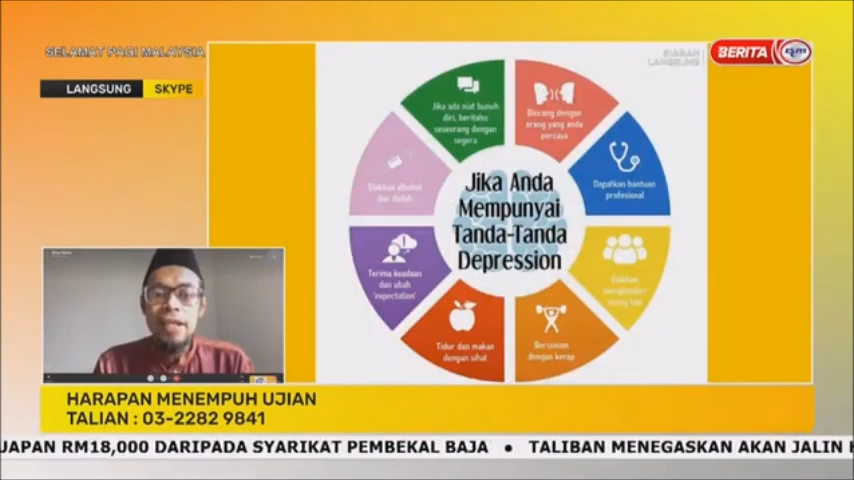 SELAMAT PAGI MALAYSIA
LANGSUNG SKYPE
SIARAN
LANGSUNG
BERITA
Jika ada niat bunuh
diri, beritahu
seseorang dengan
segera
Bincang dengan
orang yang anda
percaya
Dapatkan bantuan
profesional
Elakkan alkohol
dan dadah
Jika Anda
Mempunyai
Tanda-Tanda
Depression
Terima keadaan
dan ubah
'expectation'
Tidur dan makan
dengan sihat
Bersenam
dengan kerap
HARAPAN MENEMPUH UJIAN
TALIAN : 03-2282 9841
JAPAN RM18,000 DARIPADA SYARIKAT PEMBEKAL BAJA • TALIBAN MENEGASKAN AKAN JALIN